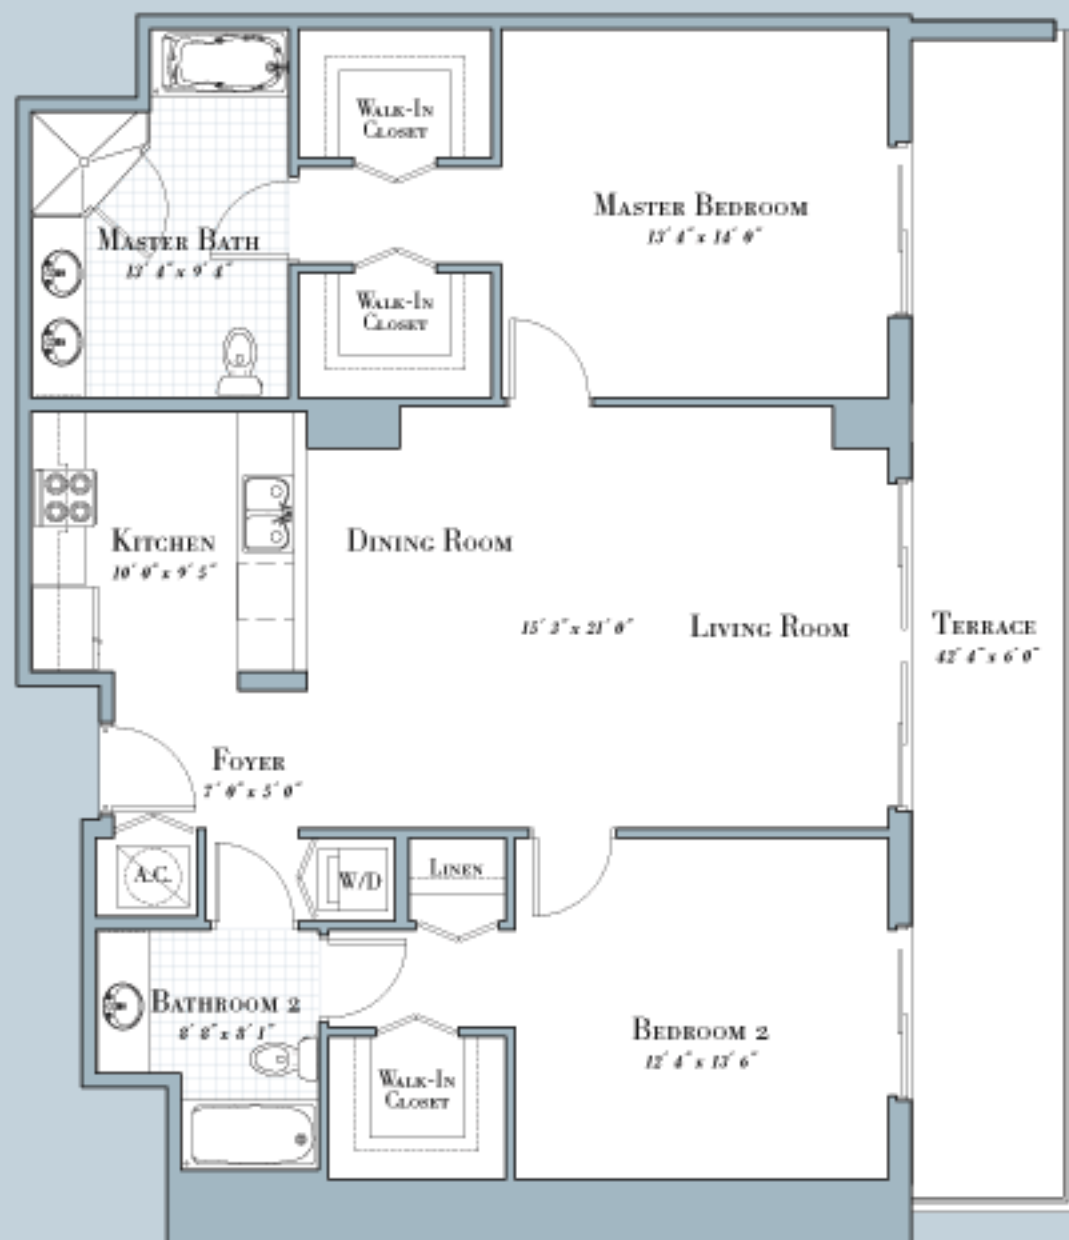 Walk-In
Closet
Master Bedroom
13' 4" x 14' 0"
Master Bath
13' 4" x 9' 4"
Walk-In
Closet
Kitchen
10' 0" x 9' 5"
Dining Room
15' 3" x 21' 0"
Living Room
Terrace
42' 4" x 6' 0"
Foyer
7' 0" x 5' 0"
A.C.
W/D
Linen
Bathroom 2
8' 8" x 8' 1"
Bedroom 2
12' 4" x 13' 6"
Walk-In
Closet